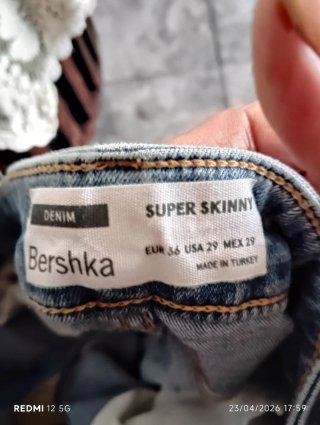 DENIM
SUPER SKINNY
Bershka
EUR 36 USA 29 MEX 29
MADE IN TURKEY
REDMI 12 5G
23/04/2026 17:59